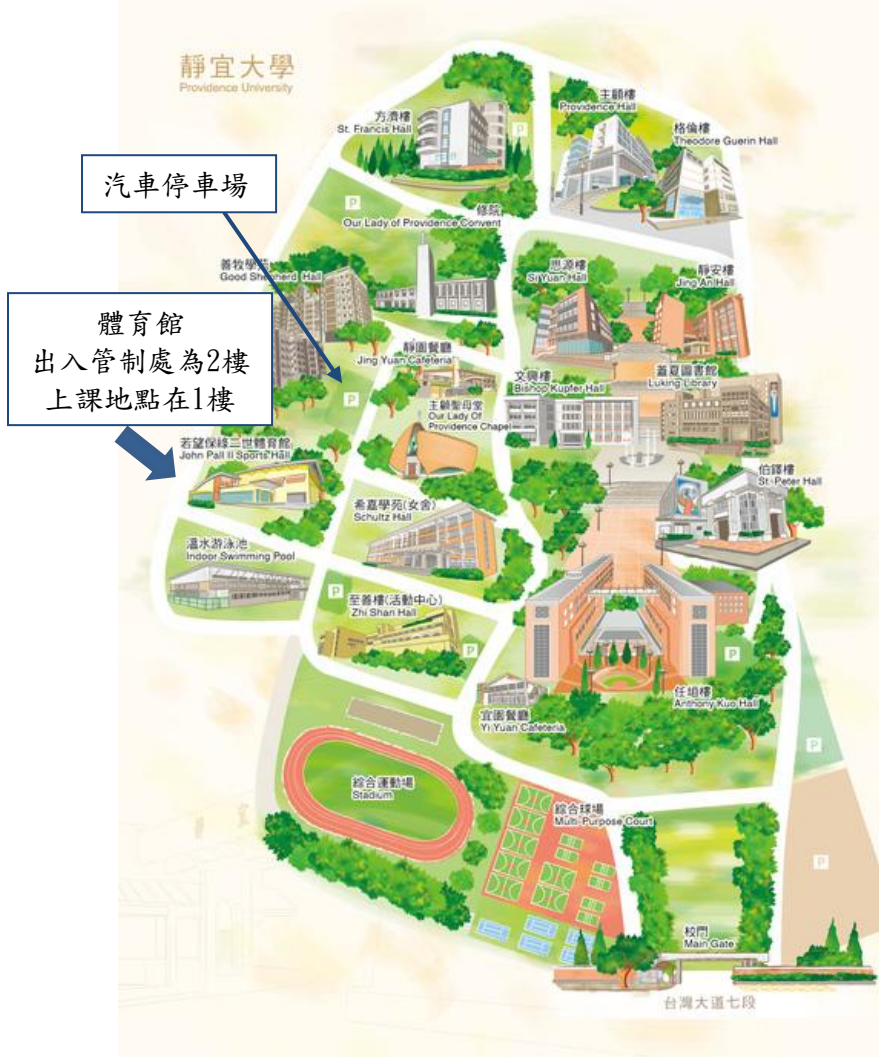 靜宜大學
Providence University
主顧樓
Providence Hall
方濟樓
St. Francis Hall
P
格倫樓
Theodore Guerin Hall
汽車停車場
P
修院
Our Lady of Providence Convent
善牧學苑
Good Shepherd Hall
思源樓
Si Yuan Hall
靜安樓
Jing An Hall
體育館
出入管制處為2樓
上課地點在1樓
靜園餐廳
Jing Yuan Cafeteria
文興樓
Bishop Kupfer Hall
蓋夏圖書館
Luking Library
P
主顧聖母堂
Our Lady Of
Providence Chapel
若望保祿二世體育館
John Pall II Sports Hall
伯鐸樓
St. Peter Hall
希嘉學苑(女舍)
Schultz Hall
溫水游泳池
Indoor Swimming Pool
P
至善樓(活動中心)
Zhi Shan Hall
P
P
任垣樓
Anthony Kuo Hall
宜園餐廳
Yi Yuan Cafeteria
P
綜合運動場
Stadium
綜合球場
Multi-Purpose Court
P
校門
Main Gate
台灣大道七段